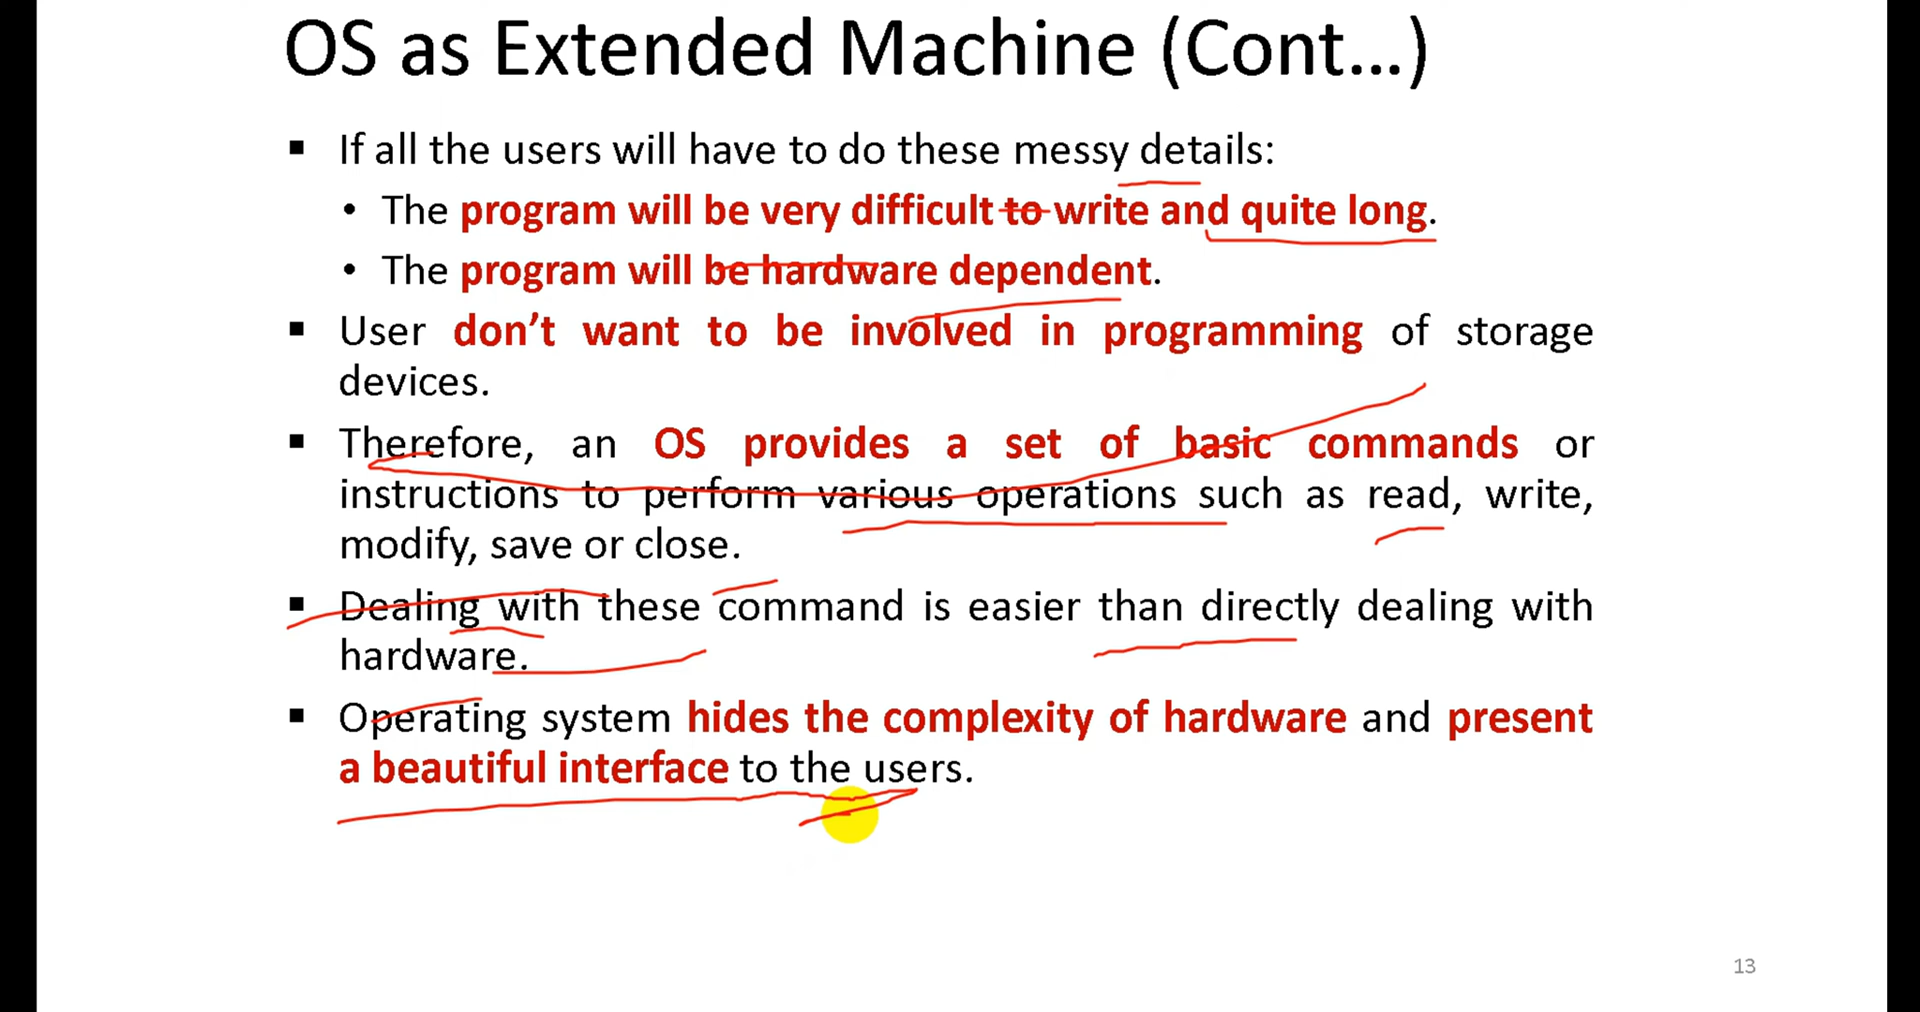 OS as Extended Machine (Cont…)
▪ If all the users will have to do these messy details:
• The program will be very difficult to write and quite long.
• The program will be hardware dependent.
▪ User don’t want to be involved in programming of storage
devices.
▪ Therefore, an OS provides a set of basic commands or
instructions to perform various operations such as read, write,
modify, save or close.
▪ Dealing with these command is easier than directly dealing with
hardware.
▪ Operating system hides the complexity of hardware and present
a beautiful interface to the users.
13